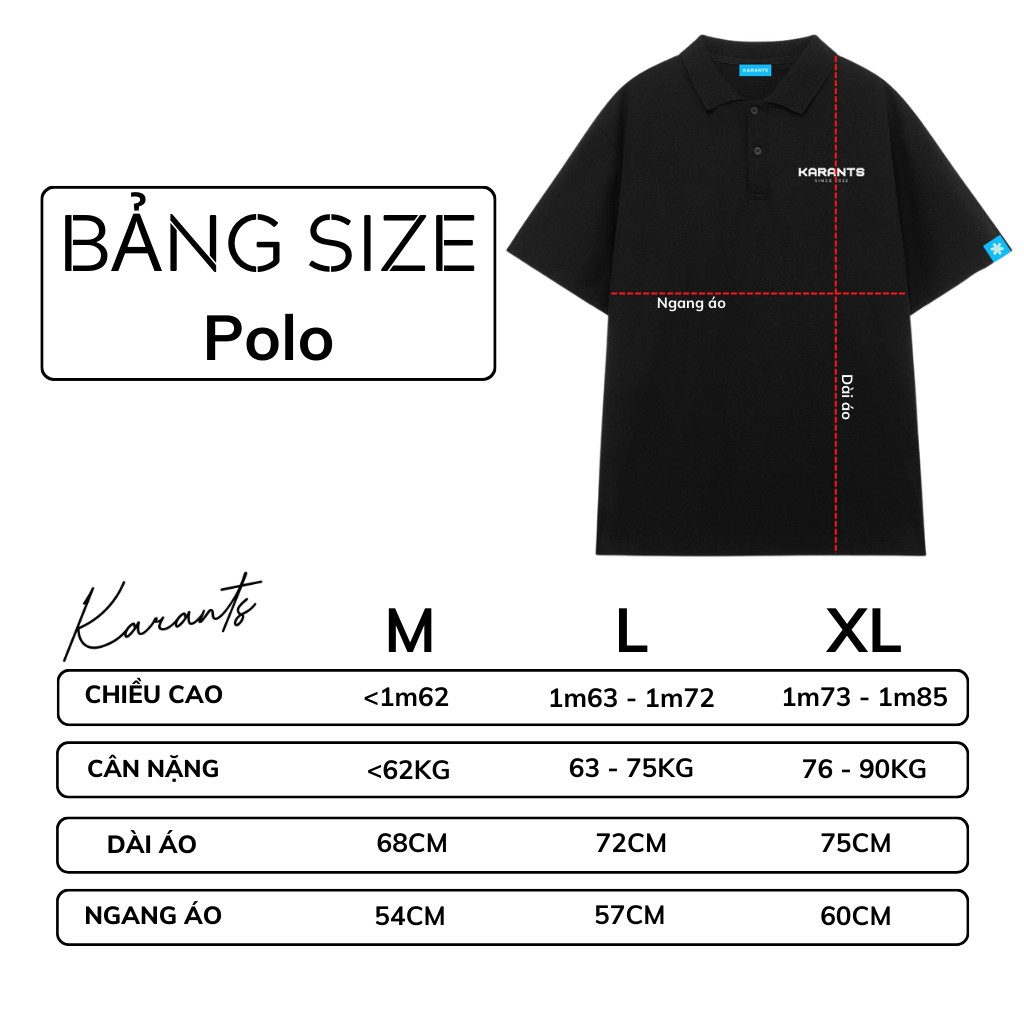 KARANTS
KARANTS
SINCE 2022
BẢNG SIZE
Polo
Ngang áo
Dài áo
Karants
M L XL
CHIỀU CAO <1m62 1m63 - 1m72 1m73 - 1m85
CÂN NẶNG <62KG 63 - 75KG 76 - 90KG
DÀI ÁO 68CM 72CM 75CM
NGANG ÁO 54CM 57CM 60CM